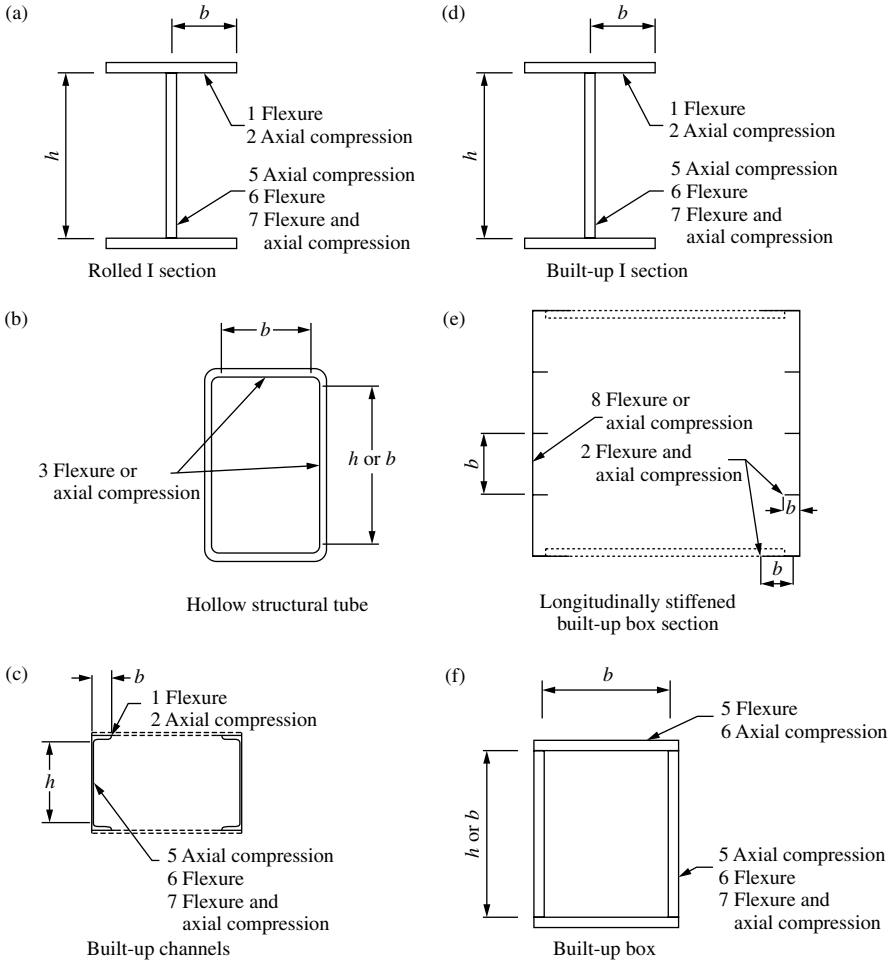 (a)
b
h
1 Flexure
2 Axial compression
5 Axial compression
6 Flexure
7 Flexure and
axial compression
Rolled I section
(d)
b
h
1 Flexure
2 Axial compression
5 Axial compression
6 Flexure
7 Flexure and
axial compression
Built-up I section
(b)
b
3 Flexure or
axial compression
h or b
Hollow structural tube
(e)
8 Flexure or
axial compression
2 Flexure and
axial compression
b
b
b
Longitudinally stiffened
built-up box section
(c)
b
1 Flexure
2 Axial compression
h
5 Axial compression
6 Flexure
7 Flexure and
axial compression
Built-up channels
(f)
b
5 Flexure
6 Axial compression
h or b
5 Axial compression
6 Flexure
7 Flexure and
axial compression
Built-up box